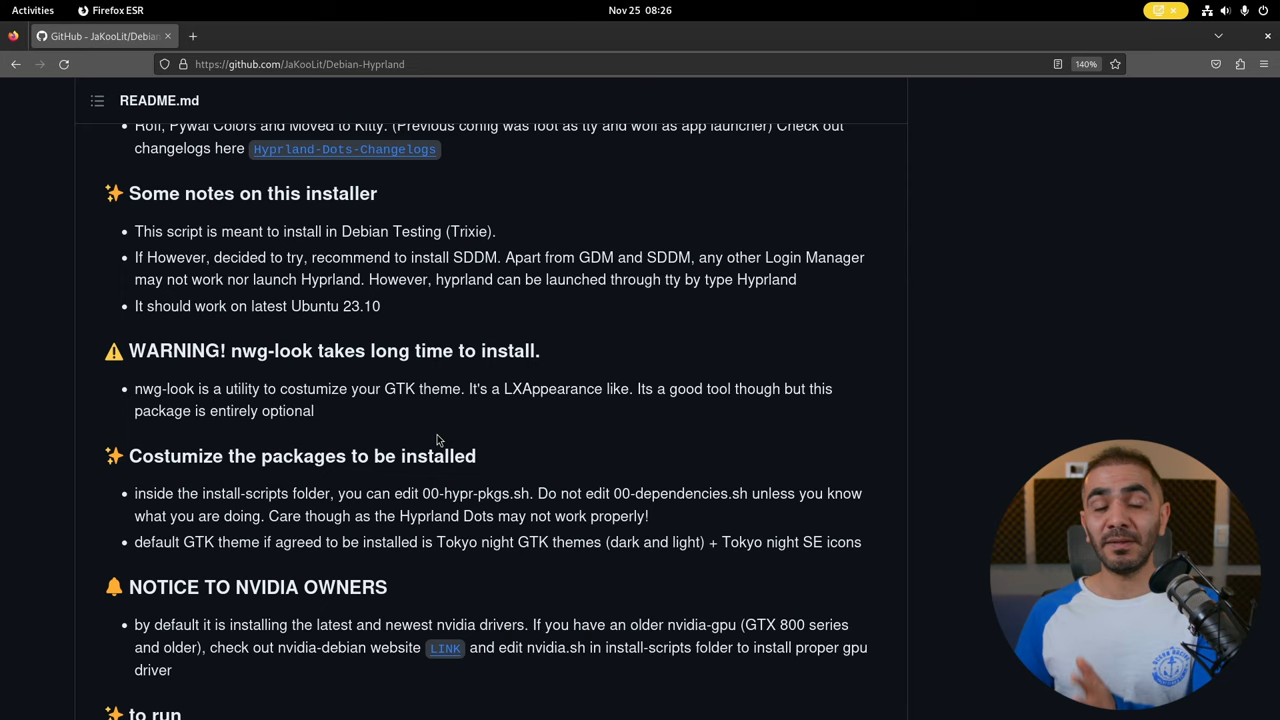 Activities
Firefox ESR
Nov 25 08:26
GitHub - JaKooLit/Debian
https://github.com/JaKooLit/Debian-Hyprland
140%
README.md
Rofi, Pywal Colors and Moved to Kitty. (Previous config was foot as tty and wofi as app launcher) Check out
changelogs here Hyprland-Dots-Changelogs
✨ Some notes on this installer
• This script is meant to install in Debian Testing (Trixie).
• If However, decided to try, recommend to install SDDM. Apart from GDM and SDDM, any other Login Manager
may not work nor launch Hyprland. However, hyprland can be launched through tty by type Hyprland
• It should work on latest Ubuntu 23.10
⚠️ WARNING! nwg-look takes long time to install.
• nwg-look is a utility to costumize your GTK theme. It's a LXAppearance like. Its a good tool though but this
package is entirely optional
✨ Costumize the packages to be installed
• inside the install-scripts folder, you can edit 00-hypr-pkgs.sh. Do not edit 00-dependencies.sh unless you know
what you are doing. Care though as the Hyprland Dots may not work properly!
• default GTK theme if agreed to be installed is Tokyo night GTK themes (dark and light) + Tokyo night SE icons
🔔 NOTICE TO NVIDIA OWNERS
• by default it is installing the latest and newest nvidia drivers. If you have an older nvidia-gpu (GTX 800 series
and older), check out nvidia-debian website LINK and edit nvidia.sh in install-scripts folder to install proper gpu
driver
✨ to run